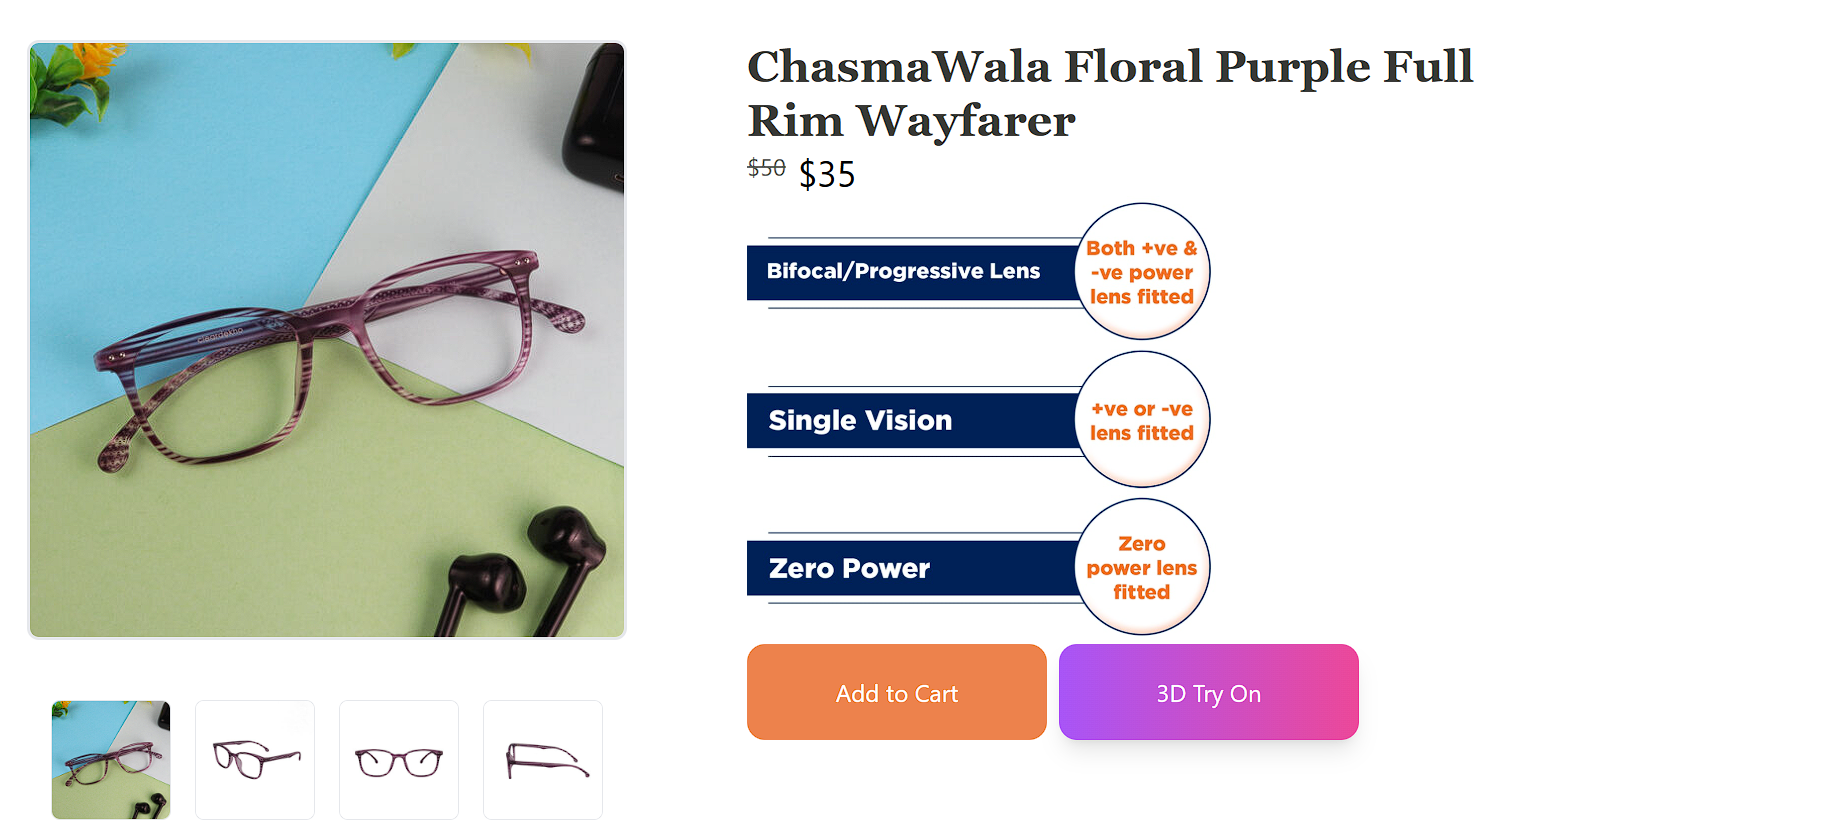 ChasmaWala Floral Purple Full
Rim Wayfarer
$50 $35
Bifocal/Progressive Lens
Both +ve &
-ve power
lens fitted
Single Vision
+ve or -ve
lens fitted
Zero Power
Zero
power lens
fitted
Add to Cart
3D Try On
cleardekho